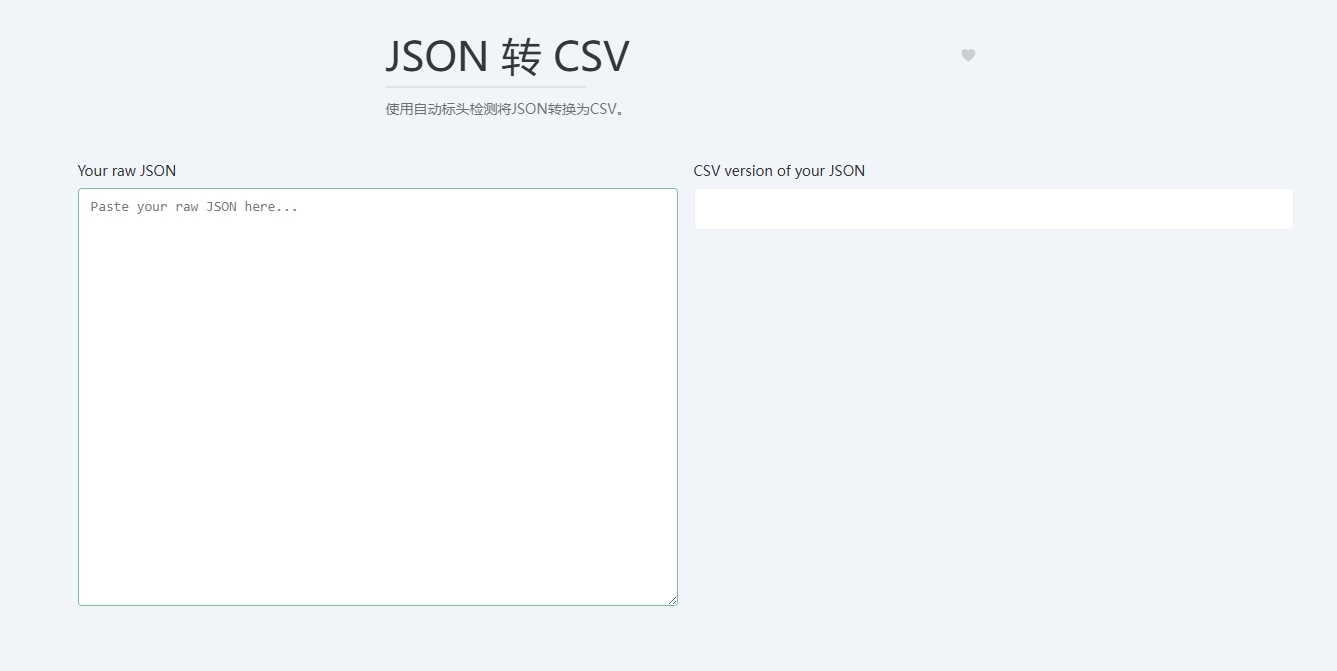 JSON 转 CSV
使用自动标头检测将JSON转换为CSV。
Your raw JSON
CSV version of your JSON
Paste your raw JSON here...